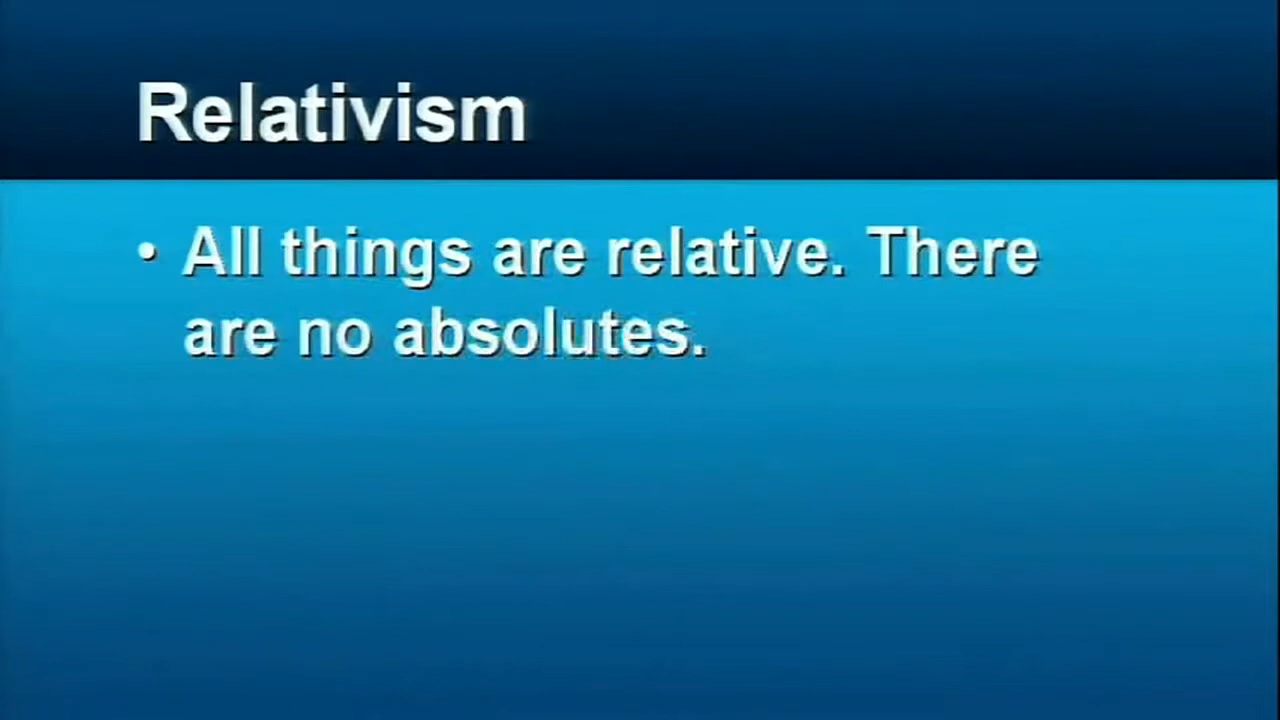 Relativism
• All things are relative. There
are no absolutes.